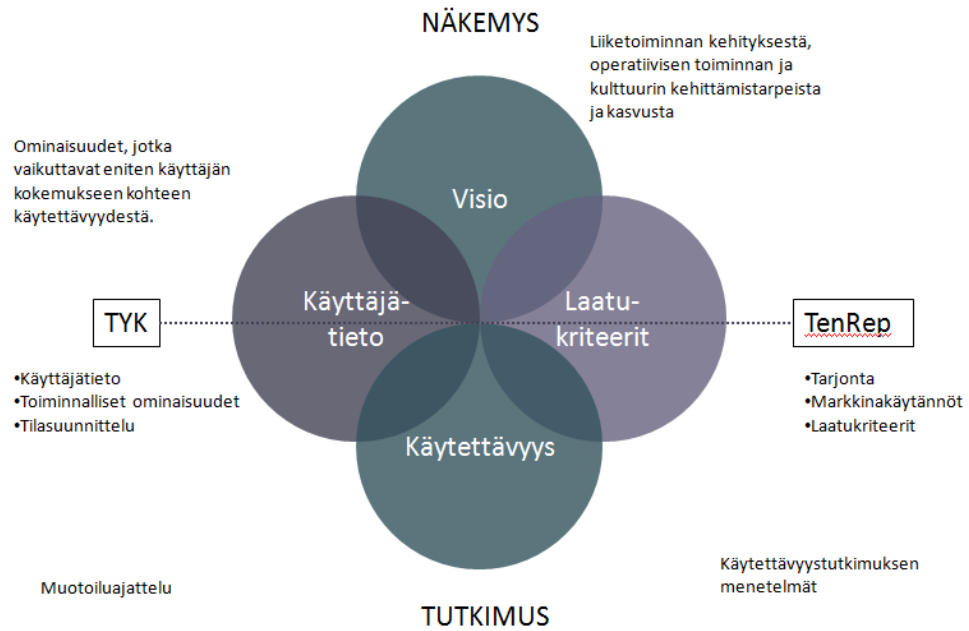 NÄKEMYS
Liiketoiminnan kehityksestä,
operatiivisen toiminnan ja
kulttuurin kehittämistarpeista
ja kasvusta
Ominaisuudet, jotka
vaikuttavat eniten käyttäjän
kokemukseen kohteen
käytettävyydestä.
Visio
Käyttäjä-
tieto
Laatu-
kriteerit
TYK
TenRep
•Käyttäjätieto
•Toiminnalliset ominaisuudet
•Tilasuunnittelu
•Tarjonta
•Markkinakäytännöt
•Laatukriteerit
Käytettävyys
Muotoiluajattelu
Käytettävyystutkimuksen
menetelmät
TUTKIMUS